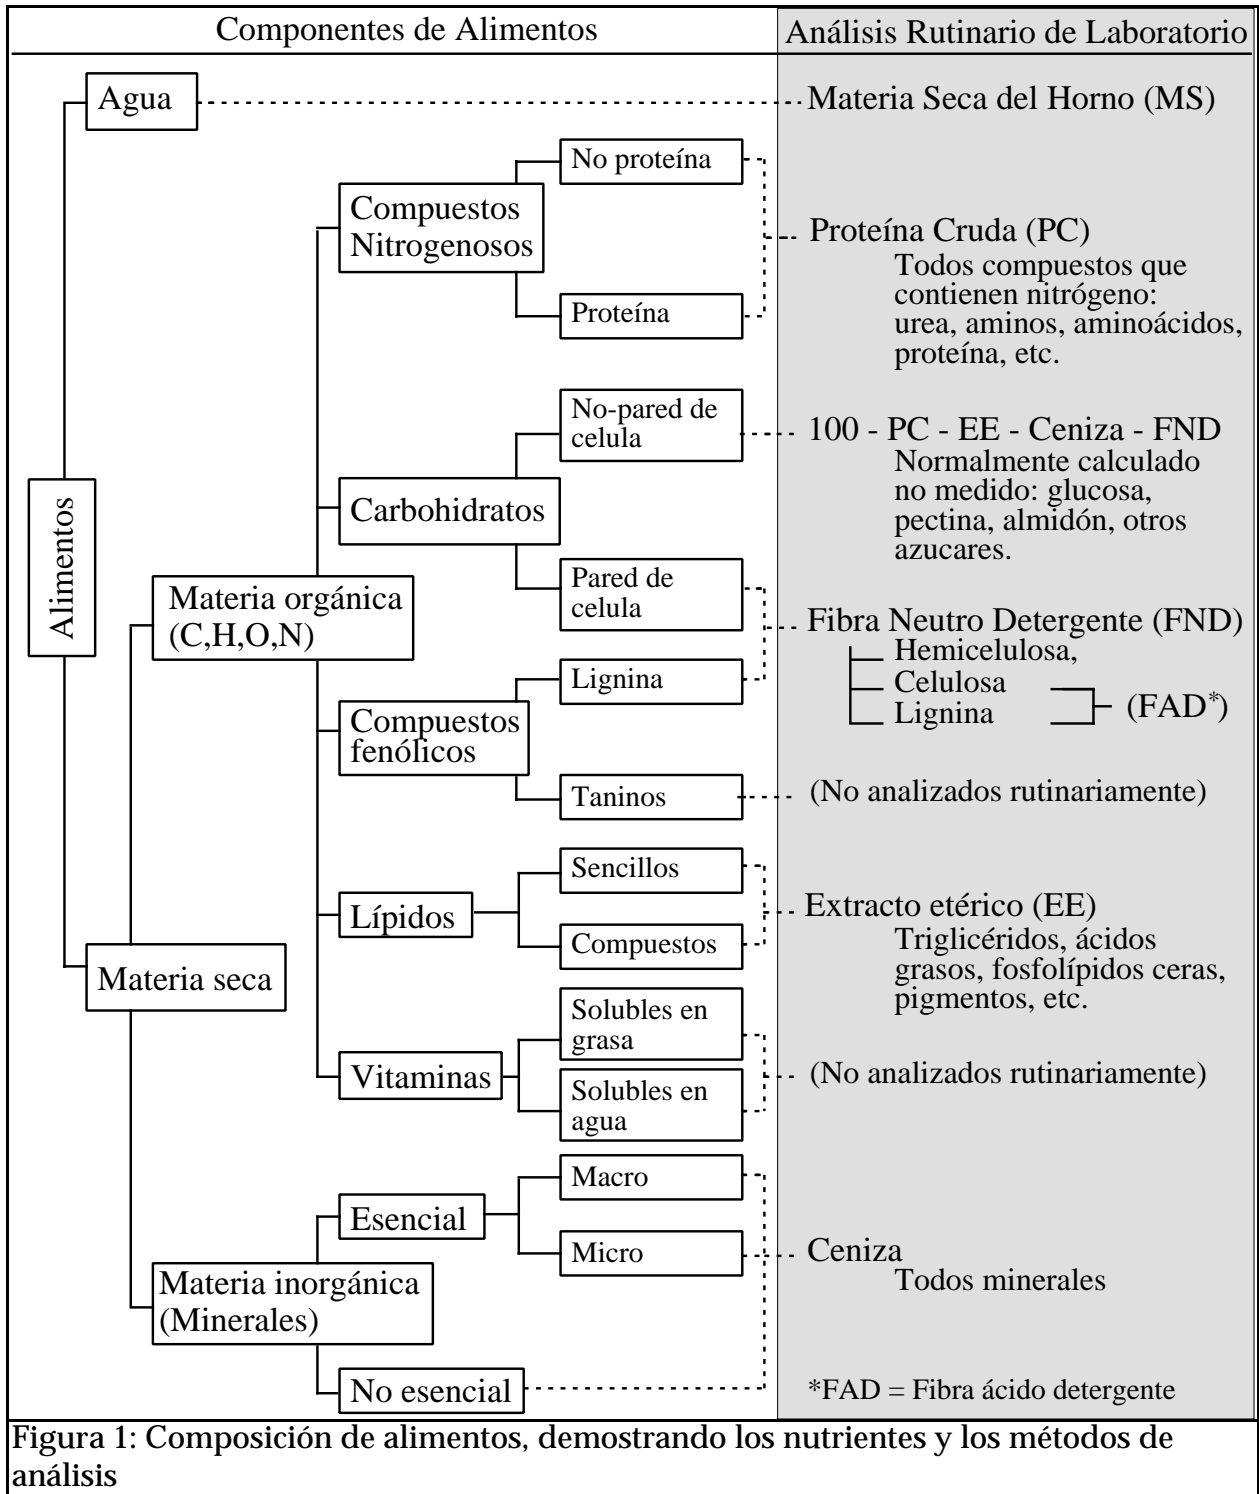 Componentes de Alimentos
Análisis Rutinario de Laboratorio
Agua
Materia Seca del Horno (MS)
No proteína
Compuestos
Nitrogenosos
Proteína Cruda (PC)
Todos compuestos que
contienen nitrógeno:
urea, aminos, aminoácidos,
proteína, etc.
Proteína
No-pared de
celula
100 - PC - EE - Ceniza - FND
Normalmente calculado
no medido: glucosa,
pectina, almidón, otros
azucares.
Carbohidratos
Alimentos
Pared de
celula
Materia orgánica
(C,H,O,N)
Fibra Neutro Detergente (FND)
Hemicelulosa,
Celulosa
Lignina
(FAD*)
Lignina
Compuestos
fenólicos
Taninos
(No analizados rutinariamente)
Sencillos
Lípidos
Extracto etérico (EE)
Triglicéridos, ácidos
grasos, fosfolípidos ceras,
pigmentos, etc.
Compuestos
Materia seca
Solubles en
grasa
Vitaminas
(No analizados rutinariamente)
Solubles en
agua
Macro
Esencial
Micro
Ceniza
Todos minerales
Materia inorgánica
(Minerales)
No esencial
*FAD = Fibra ácido detergente
Figura 1: Composición de alimentos, demostrando los nutrientes y los métodos de
análisis